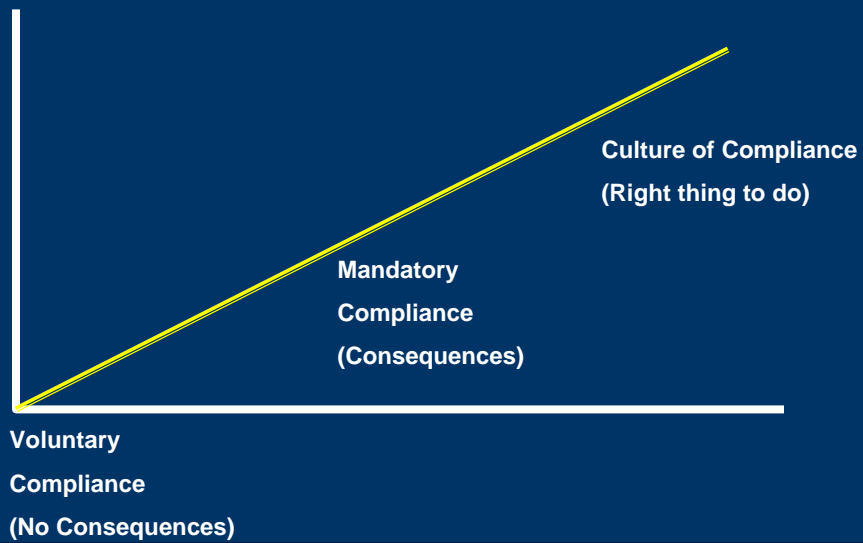 Culture of Compliance
(Right thing to do)
Mandatory
Compliance
(Consequences)
Voluntary
Compliance
(No Consequences)